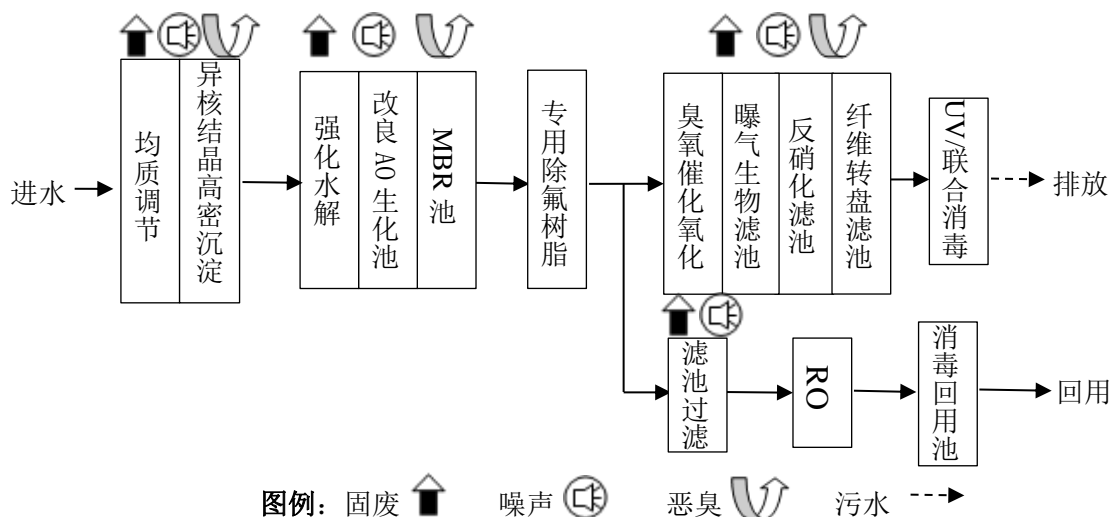 进水
均质调节
异核结晶高密沉淀
强化水解
改良AO生化池
MBR池
专用除氟树脂
臭氧催化氧化
曝气生物滤池
反硝化滤池
纤维转盘滤池
UV/联合消毒
排放
滤池过滤
RO
消毒回用池
回用
图例：固废 噪声 恶臭 污水